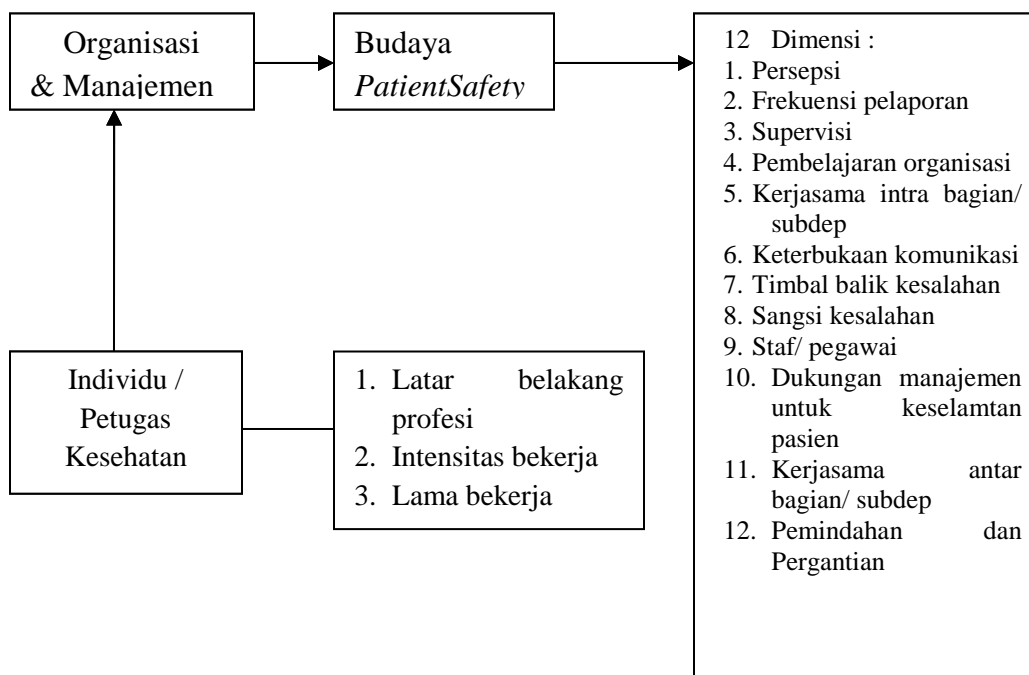 Organisasi
& Manajemen
Budaya
PatientSafety
12 Dimensi :
1. Persepsi
2. Frekuensi pelaporan
3. Supervisi
4. Pembelajaran organisasi
5. Kerjasama intra bagian/
subdep
6. Keterbukaan komunikasi
7. Timbal balik kesalahan
8. Sangsi kesalahan
9. Staf/ pegawai
10. Dukungan manajemen
untuk keselamtan
pasien
11. Kerjasama antar
bagian/ subdep
12. Pemindahan dan
Pergantian
Individu /
Petugas
Kesehatan
1. Latar belakang
profesi
2. Intensitas bekerja
3. Lama bekerja